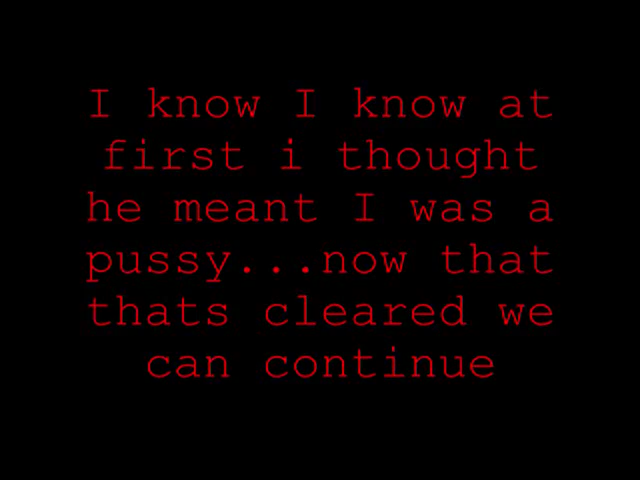 I know I know at
first i thought
he meant I was a
pussy...now that
thats cleared we
can continue